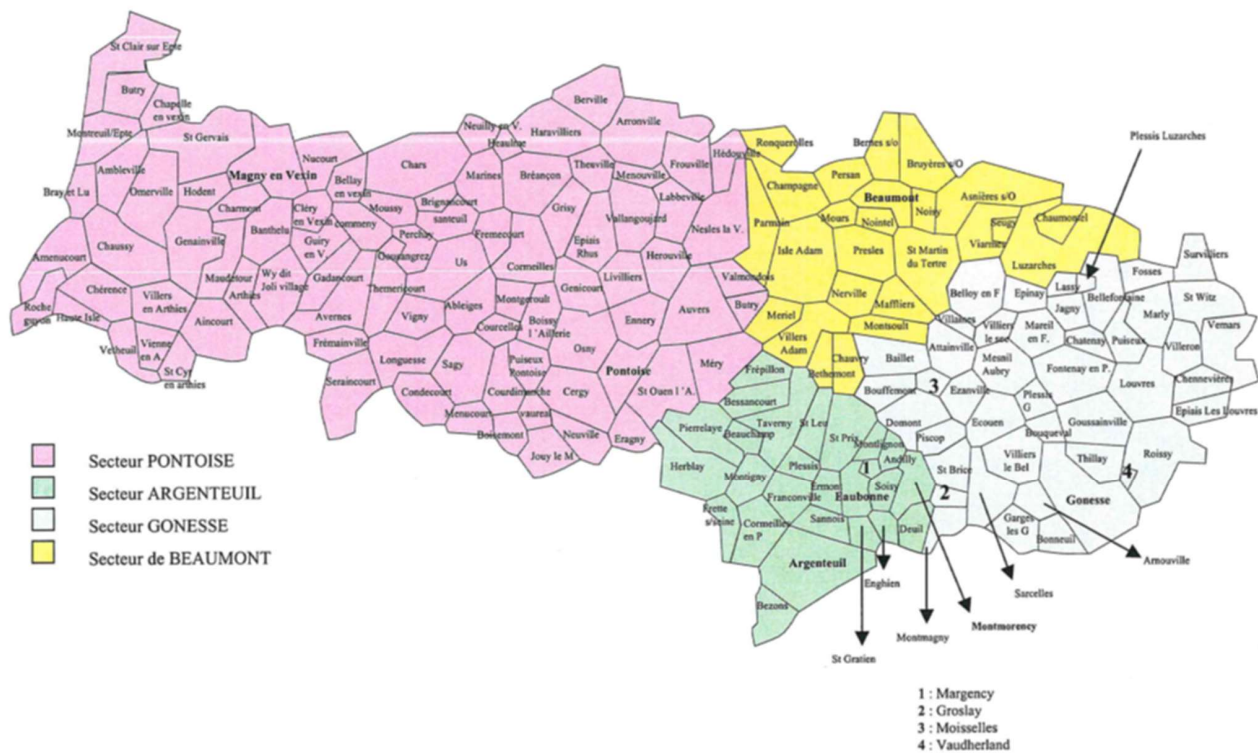 St Clair sur Epte
Butry
Chapelle
en vexin
Montreuil/Epte
St Gervais
Ambleville
Bray et Lu
Omerville
Hodent
Magny en Vexin
Nucourt
Charmont
Bellay
en vexin
Cléry
en Vexin
commeny
Banthelu
Guiry
en V.
Genainville
Chaussy
Amenucourt
Maudetour
Wy dit
Joli village
Gadancourt
Arthies
Chérence
Villers
en Arthies
Roche
guyon
Haute Isle
Aincourt
Avernes
Vetheuil
Vienne
en A.
St Cyr
en arthies
Frémainville
Seraincourt
Longuesse
Themericourt
Vigny
Chars
Neuilly en V.
Haravilliers
Berville
Arronville
Marines
Bréançon
Theuville
Menouville
Frouville
Hédouville
Labbeville
Brignancourt
santeuil
Moussy
Perchay
Gousangrez
Us
Fremecourt
Grisy
Vallangoujard
Epiais
Rhus
Nesles la V.
Herouville
Cormeilles
Livilliers
Genicourt
Valmondois
Butry
Ableiges
Montgeroult
Courcelles
Boissy
l 'Aillerie
Ennery
Auvers
Sagy
Puiseux
Pontoise
Osny
Pontoise
Méry
Condecourt
Courdimanche
Cergy
St Ouen l 'A.
Menucourt
vaureal
Boisemont
Neuville
Eragny
Jouy le M
Ronquerolles
Bernes s/o
Bruyères s/O
Persan
Champagne
Beaumont
Asnières s/O
Parmain
Mours
Nointel
Noisy
Seugy
Chaumontel
Viarmes
Isle Adam
Presles
St Martin
du Tertre
Luzarches
Nerville
Maffliers
Meriel
Montsoult
Villers
Adam
Chauvry
Bethemont
Plessis Luzarches
Survilliers
Fosses
Belloy en F
Epinay
Lassy
Jagny
Bellefontaine
St Witz
Marly
Villaines
Villiers
le sec
Mareil
en F.
Chatenay
Puiseux
Vemars
Villeron
Attainville
Mesnil
Aubry
Fontenay en P.
Baillet
Chennevières
Louvres
Bouffemont
3
Ezanville
Plessis
G
Epiais Les Louvres
Goussainville
Domont
Ecouen
Bouqueval
Piscop
Villiers
le Bel
Thillay
Roissy
4
St Brice
2
Gonesse
Garges
les G
Bonneuil
Frépillon
Bessancourt
Pierrelaye
Taverny
Beauchamp
St Leu
St Prix
Montlignon
Andilly
Herblay
Montigny
Plessis
1
Ermon
Eaubonne
Soisy
Franconville
Frette
s/seine
Cormeilles
en P
Sannois
Deuil
Argenteuil
Bezons
Enghien
St Gratien
Montmagny
Montmorency
Sarcelles
Arnouville
Secteur PONTOISE
Secteur ARGENTEUIL
Secteur GONESSE
Secteur de BEAUMONT
1 : Margency
2 : Groslay
3 : Moisselles
4 : Vaudherland